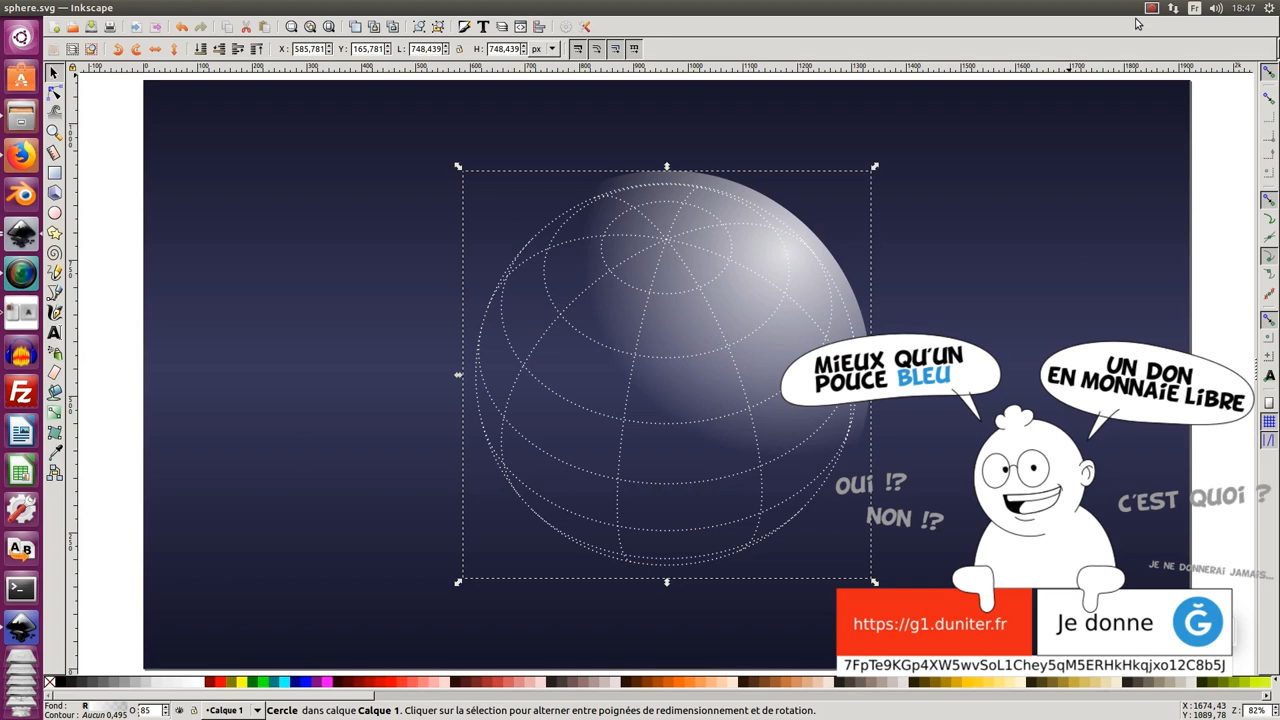 sphere.svg — Inkscape
Fr
18:47
X : 585,781
Y : 165,781
L : 748,439
H : 748,439
px
MIEUX QU'UN
POUCE BLEU
UN DON
EN MONNAIE LIBRE
OUI !?
NON !?
C'EST QUOI ?
JE NE DONNERAI JAMAIS...
https://g1.duniter.fr
Je donne
7FpTe9KGp4XW5wvSoL1Chey5qM5ERHkHkqjxo12C8b5J
Fond :
R
Contour : Aucun 0,495
O : 85
•Calque 1
Cercle dans calque Calque 1. Cliquer sur la sélection pour alterner entre poignées de redimensionnement et de rotation.
X : 1674,43
Y : 1089,78
Z : 82%